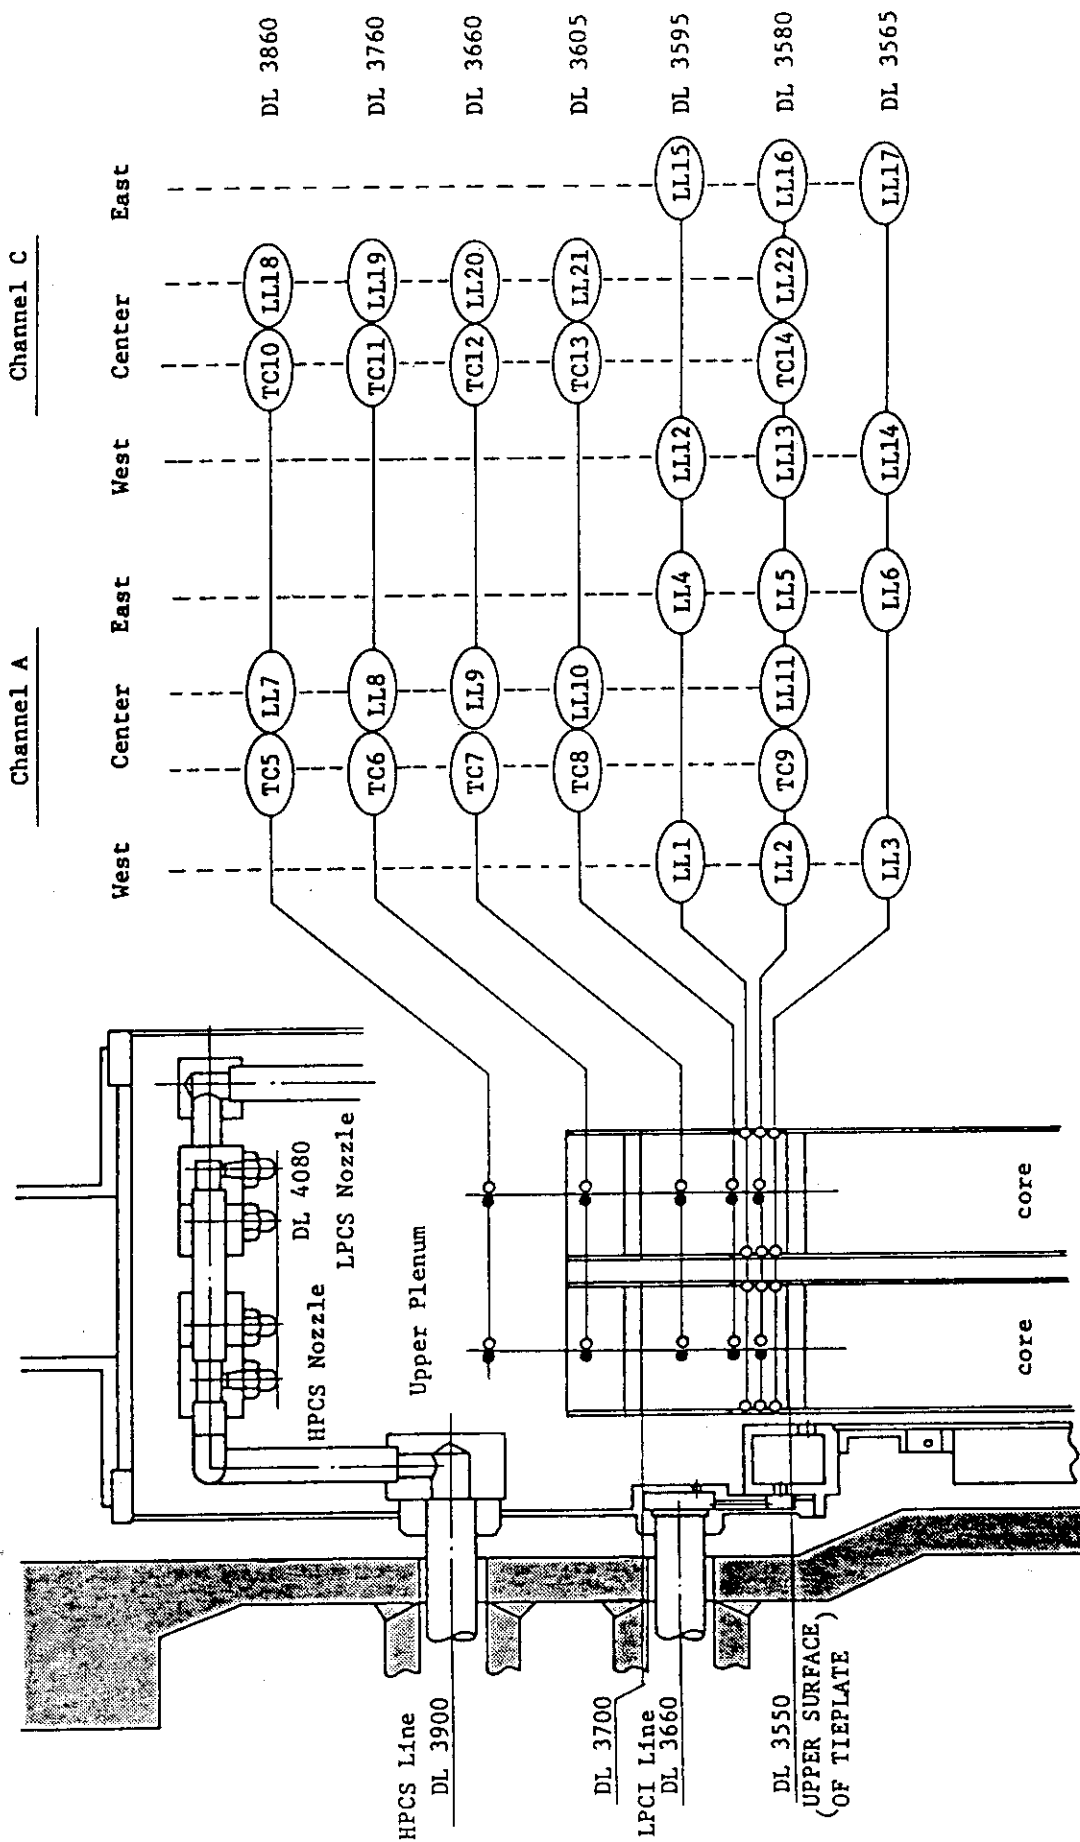 Channel A
Channel C
West
Center
East
West
Center
East
TC5 LL7 TC10 LL18 DL 3860
TC6 LL8 TC11 LL19 DL 3760
TC7 LL9 TC12 LL20 DL 3660
TC8 LL10 TC13 LL21 DL 3605
LL1 LL4 LL12 LL15 DL 3595
LL2 TC9 LL11 LL5 LL13 TC14 LL22 LL16 DL 3580
LL3 LL6 LL14 LL17 DL 3565
DL 4080
HPCS Nozzle
LPCS Nozzle
Upper Plenum
HPCS Line
DL 3900
DL 3700
LPCI Line
DL 3660
DL 3550
(UPPER SURFACE
OF TIEPLATE)
core
core